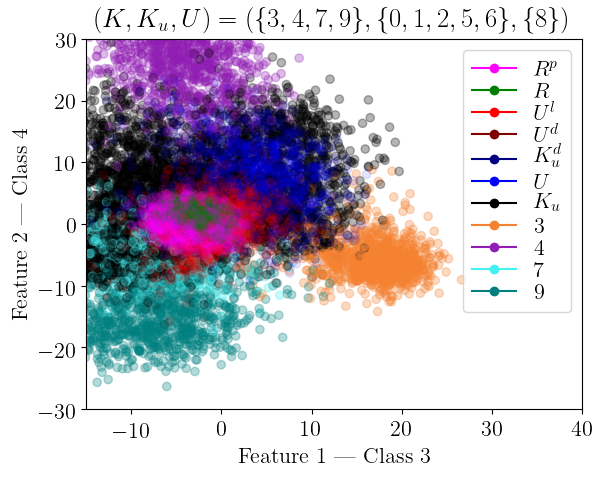 (K, K_u, U) = ({3, 4, 7, 9}, {0, 1, 2, 5, 6}, {8})
30
20
10
0
−10
−20
−30
Feature 2 — Class 4
R^p
R
U^l
U^d
K_u^d
U
K_u
3
4
7
9
−10
0
10
20
30
40
Feature 1 — Class 3